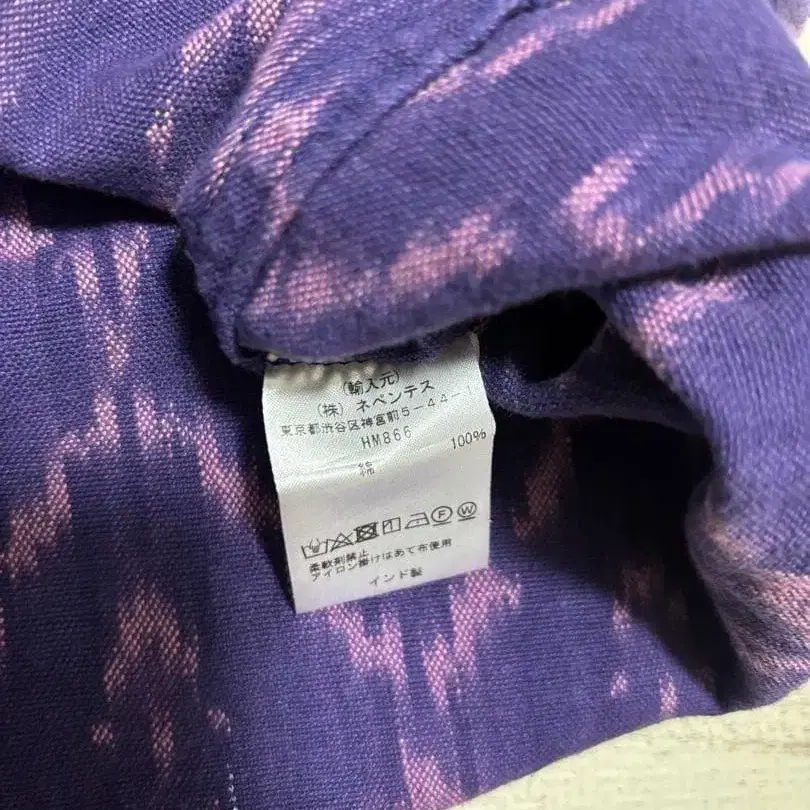 (輸入元)
(株) ネペンテス
東京都渋谷区神宮前5-44-1
HM866
綿 100%
F W
柔軟剤禁止
アイロン掛けはあて布使用
インド製